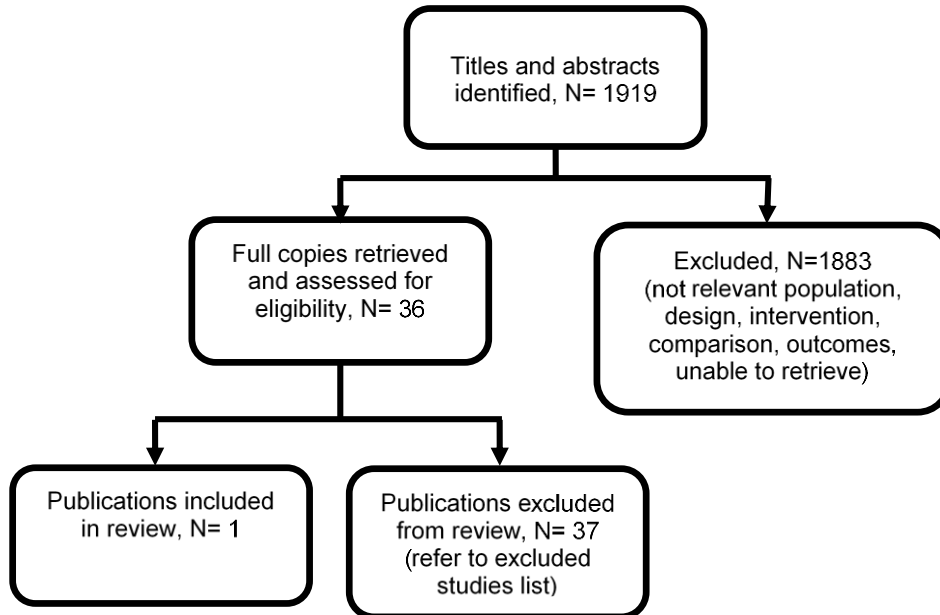 Titles and abstracts
identified, N= 1919
Full copies retrieved
and assessed for
eligibility, N= 36
Excluded, N=1883
(not relevant population,
design, intervention,
comparison, outcomes,
unable to retrieve)
Publications included
in review, N= 1
Publications excluded
from review, N= 37
(refer to excluded
studies list)